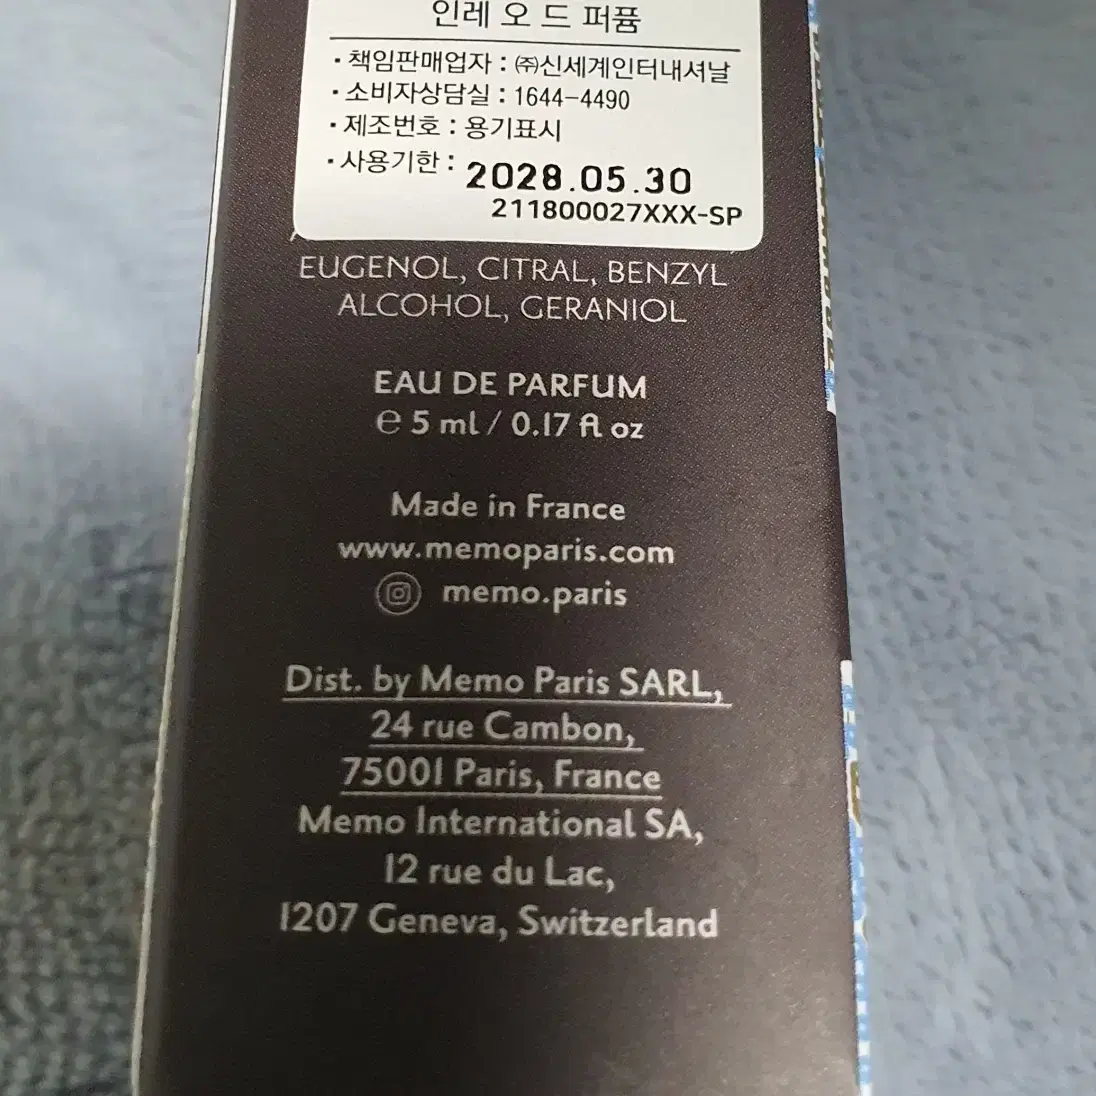 인레 오 드 퍼퓸
· 책임판매업자 : ㈜신세계인터내셔날
· 소비자상담실 : 1644-4490
· 제조번호 : 용기표시
· 사용기한 : 2028.05.30
211800027XXX-SP
EUGENOL, CITRAL, BENZYL
ALCOHOL, GERANIOL
EAU DE PARFUM
℮ 5 ml / 0.17 fl oz
Made in France
www.memoparis.com
memo.paris
Dist. by Memo Paris SARL,
24 rue Cambon,
75001 Paris, France
Memo International SA,
12 rue du Lac,
1207 Geneva, Switzerland